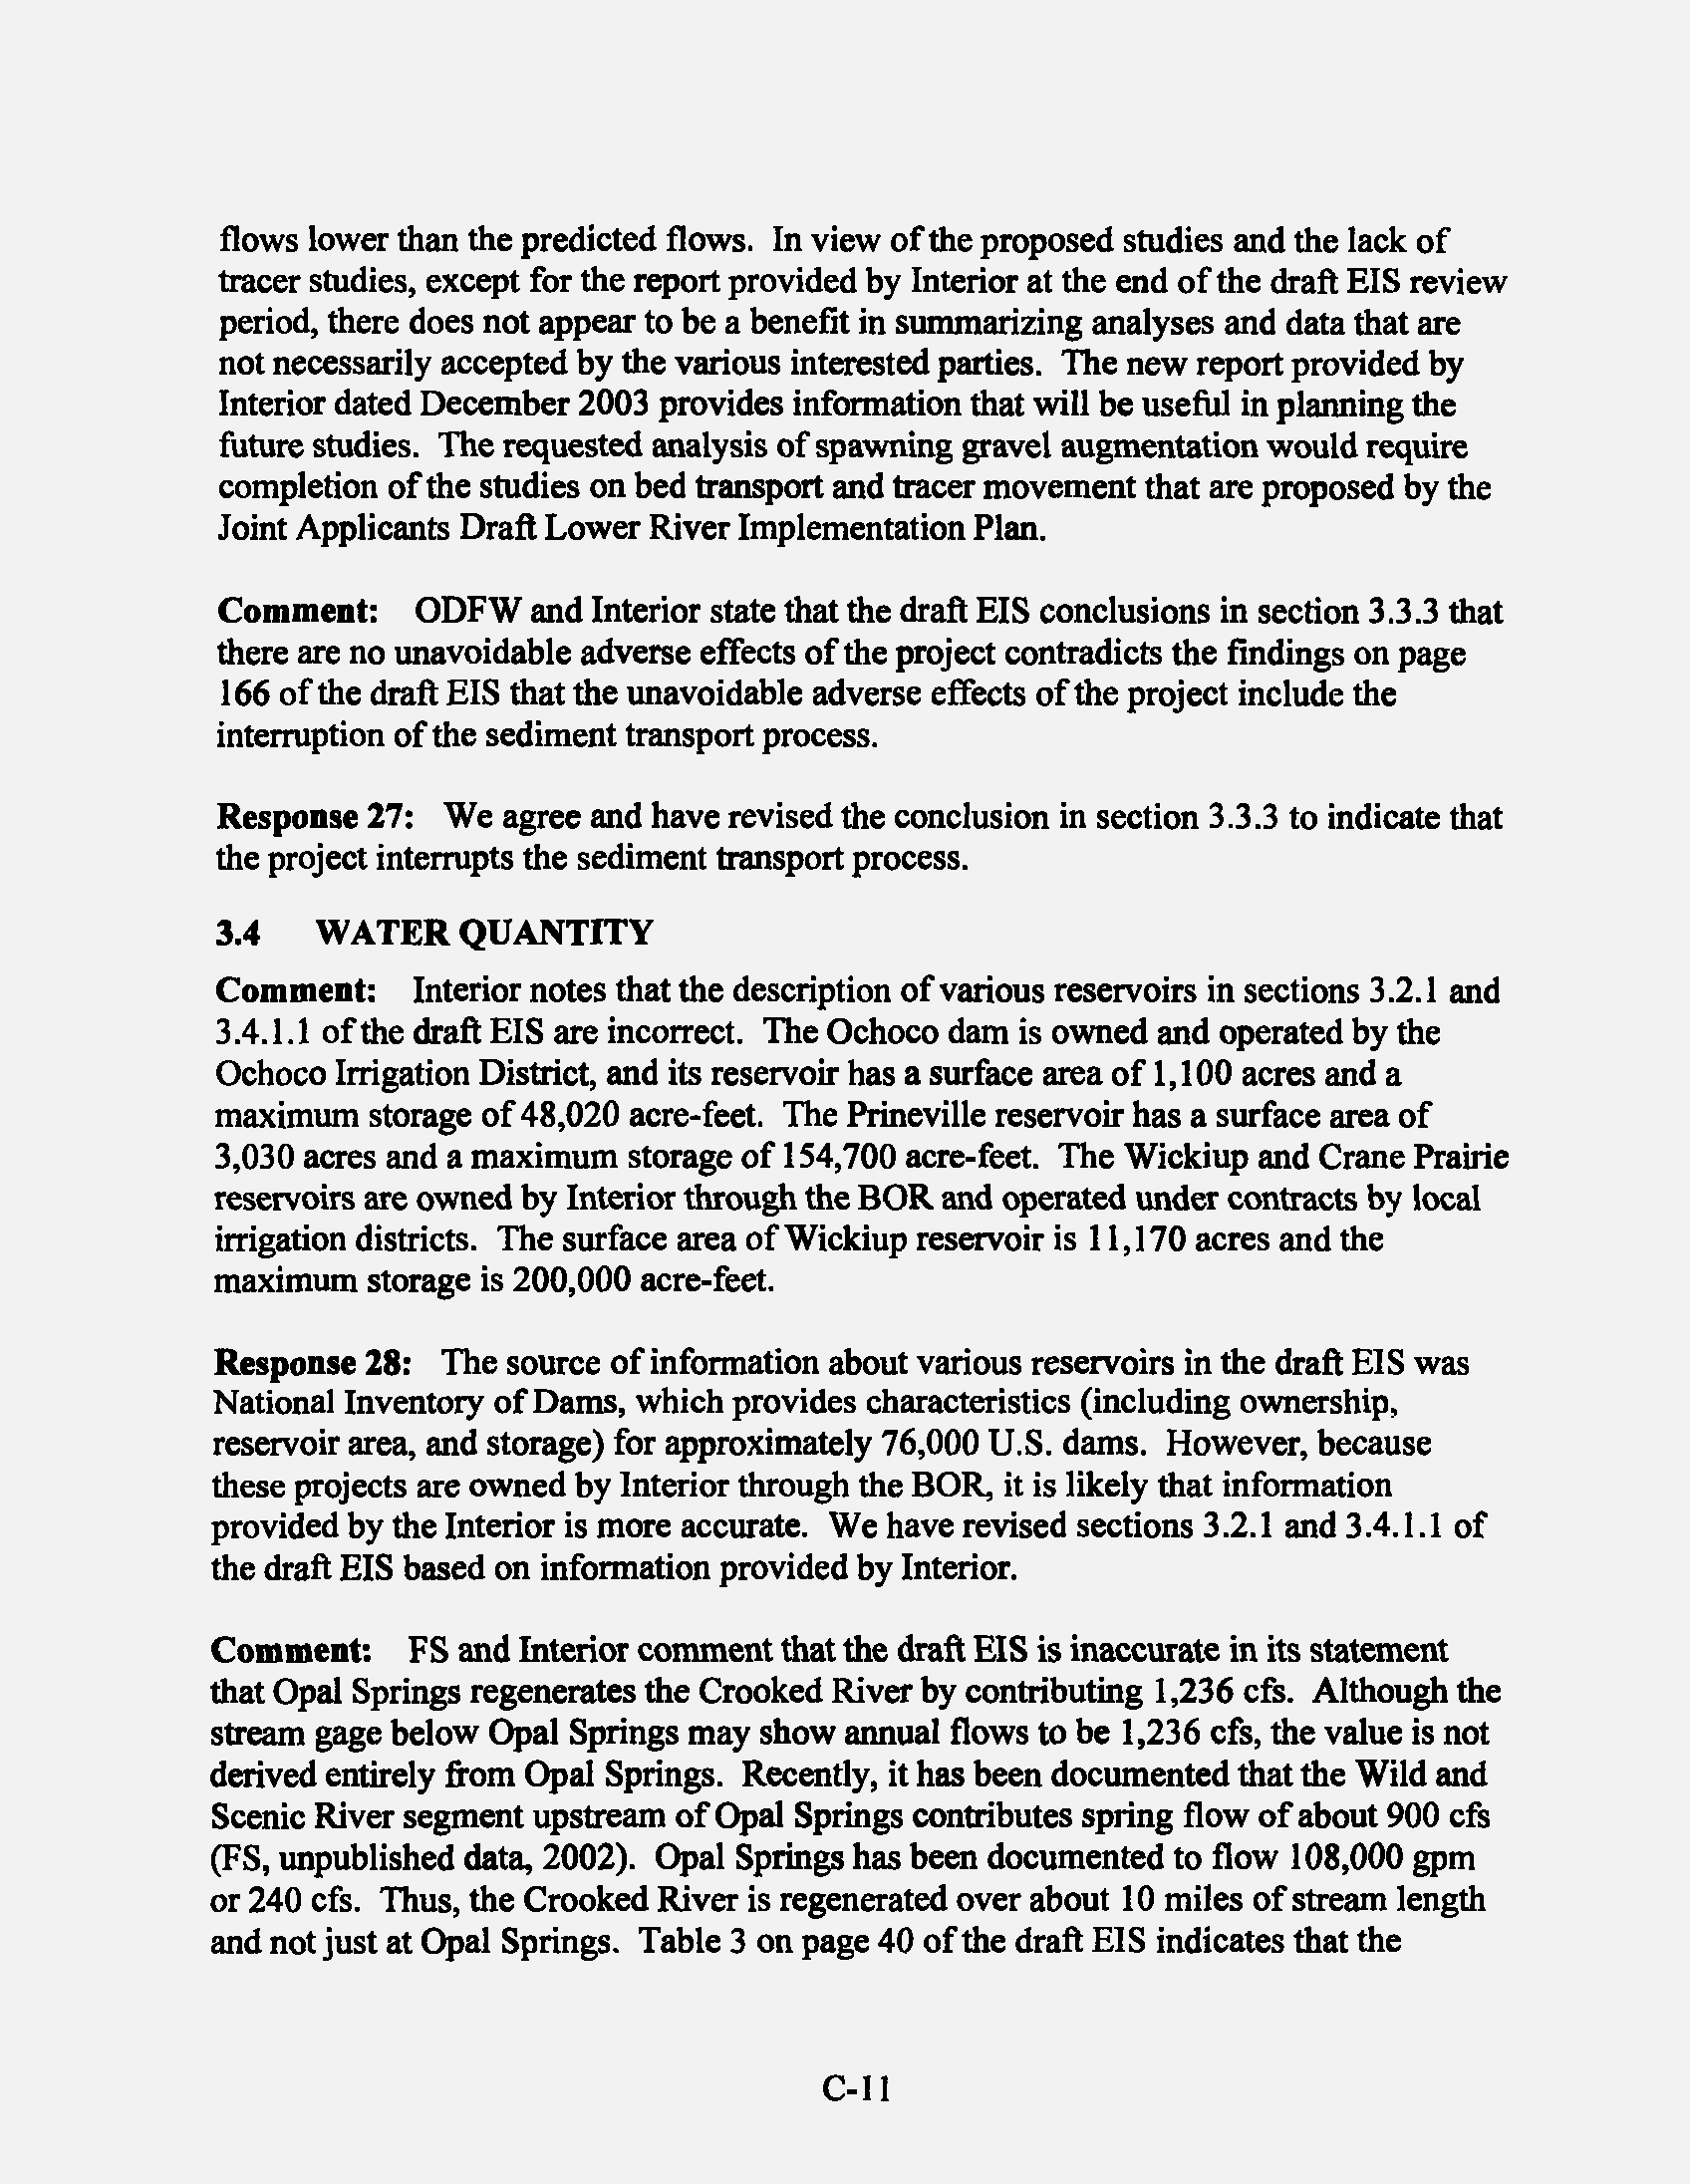 flows lower than the predicted flows. In view of the proposed studies and the lack of
tracer studies, except for the report provided by Interior at the end of the draft EIS review
period, there does not appear to be a benefit in summarizing analyses and data that are
not necessarily accepted by the various interested parties. The new report provided by
Interior dated December 2003 provides information that will be useful in planning the
future studies. The requested analysis of spawning gravel augmentation would require
completion of the studies on bed transport and tracer movement that are proposed by the
Joint Applicants Draft Lower River Implementation Plan.
Comment: ODFW and Interior state that the draft EIS conclusions in section 3.3.3 that
there are no unavoidable adverse effects of the project contradicts the findings on page
166 of the draft EIS that the unavoidable adverse effects of the project include the
interruption of the sediment transport process.
Response 27: We agree and have revised the conclusion in section 3.3.3 to indicate that
the project interrupts the sediment transport process.
3.4 WATER QUANTITY
Comment: Interior notes that the description of various reservoirs in sections 3.2.1 and
3.4.1.1 of the draft EIS are incorrect. The Ochoco dam is owned and operated by the
Ochoco Irrigation District, and its reservoir has a surface area of 1,100 acres and a
maximum storage of 48,020 acre-feet. The Prineville reservoir has a surface area of
3,030 acres and a maximum storage of 154,700 acre-feet. The Wickiup and Crane Prairie
reservoirs are owned by Interior through the BOR and operated under contracts by local
irrigation districts. The surface area of Wickiup reservoir is 11,170 acres and the
maximum storage is 200,000 acre-feet.
Response 28: The source of information about various reservoirs in the draft EIS was
National Inventory of Dams, which provides characteristics (including ownership,
reservoir area, and storage) for approximately 76,000 U.S. dams. However, because
these projects are owned by Interior through the BOR, it is likely that information
provided by the Interior is more accurate. We have revised sections 3.2.1 and 3.4.1.1 of
the draft EIS based on information provided by Interior.
Comment: FS and Interior comment that the draft EIS is inaccurate in its statement
that Opal Springs regenerates the Crooked River by contributing 1,236 cfs. Although the
stream gage below Opal Springs may show annual flows to be 1,236 cfs, the value is not
derived entirely from Opal Springs. Recently, it has been documented that the Wild and
Scenic River segment upstream of Opal Springs contributes spring flow of about 900 cfs
(FS, unpublished data, 2002). Opal Springs has been documented to flow 108,000 gpm
or 240 cfs. Thus, the Crooked River is regenerated over about 10 miles of stream length
and not just at Opal Springs. Table 3 on page 40 of the draft EIS indicates that the
C-11